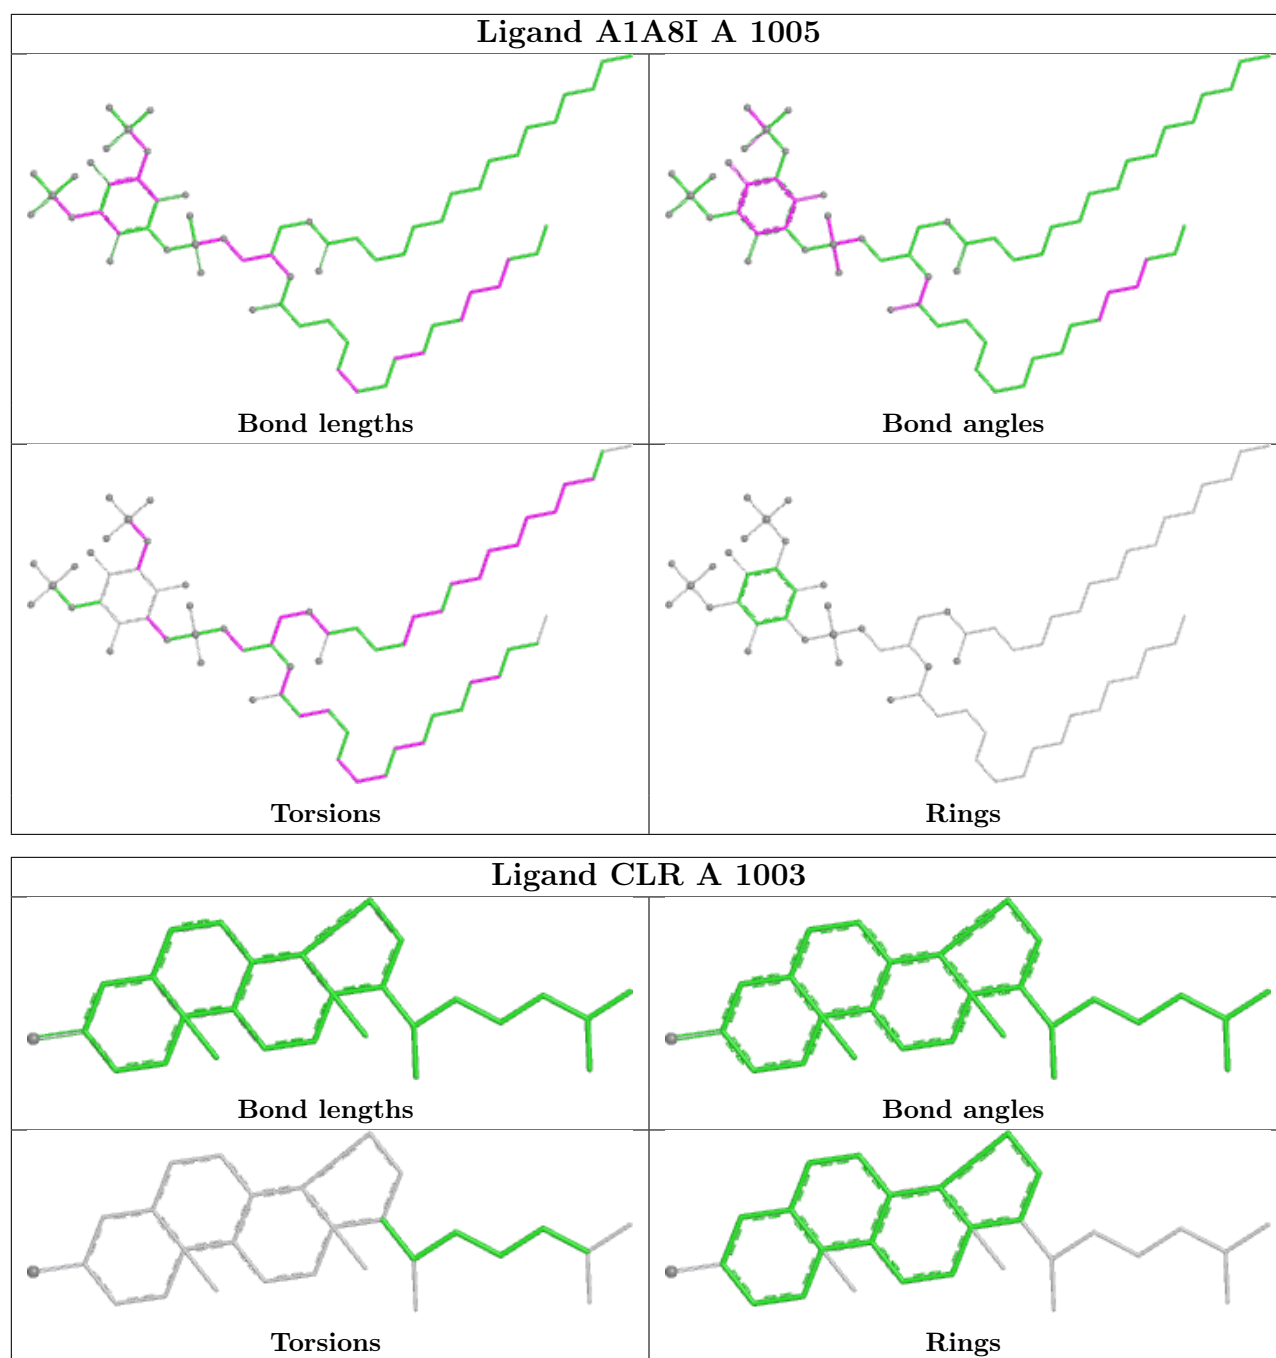 Ligand A1A8I A 1005
Bond lengths
Bond angles
Torsions
Rings
Ligand CLR A 1003
Bond lengths
Bond angles
Torsions
Rings